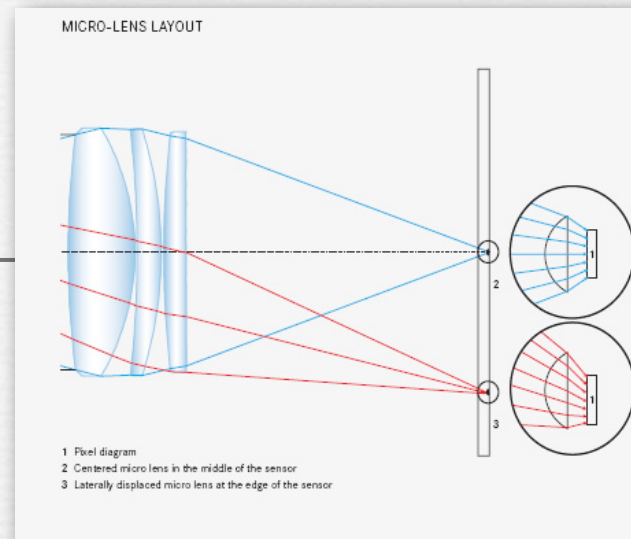 MICRO-LENS LAYOUT
1
2
1
3
1 Pixel diagram
2 Centered micro lens in the middle of the sensor
3 Laterally displaced micro lens at the edge of the sensor